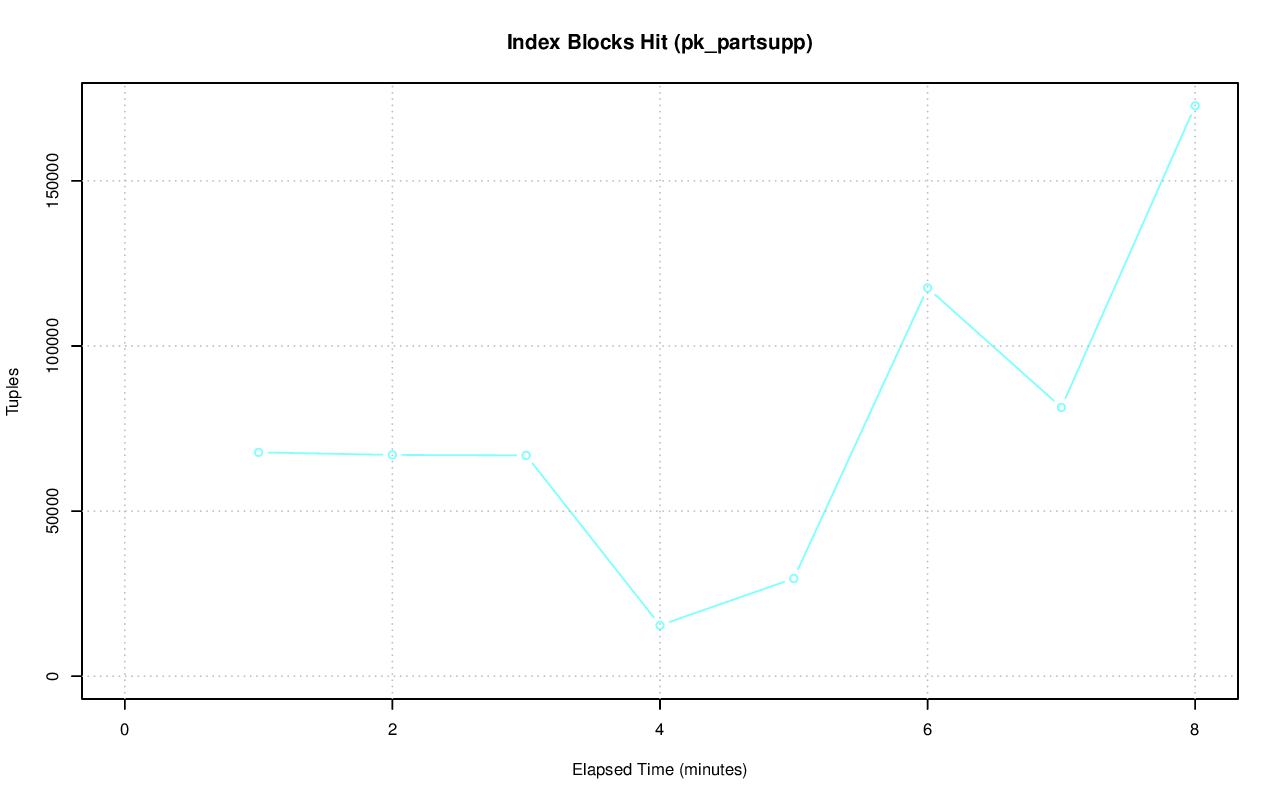 Index Blocks Hit (pk_partsupp)
Tuples
150000
100000
50000
0
0 2 4 6 8
Elapsed Time (minutes)